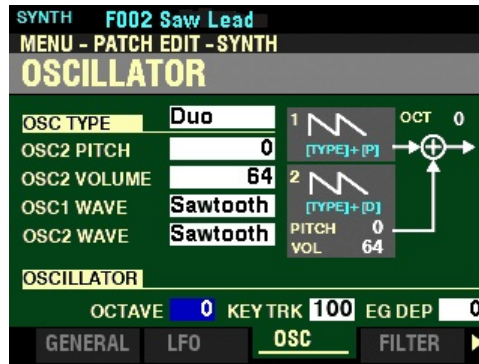 SYNTH F002 Saw Lead
MENU - PATCH EDIT - SYNTH
OSCILLATOR
OSC TYPE Duo
OSC2 PITCH 0
OSC2 VOLUME 64
OSC1 WAVE Sawtooth
OSC2 WAVE Sawtooth
1
[TYPE]+[P]
OCT 0
2
[TYPE]+[D]
PITCH 0
VOL 64
OSCILLATOR
OCTAVE 0 KEY TRK 100 EG DEP 0
GENERAL LFO OSC FILTER